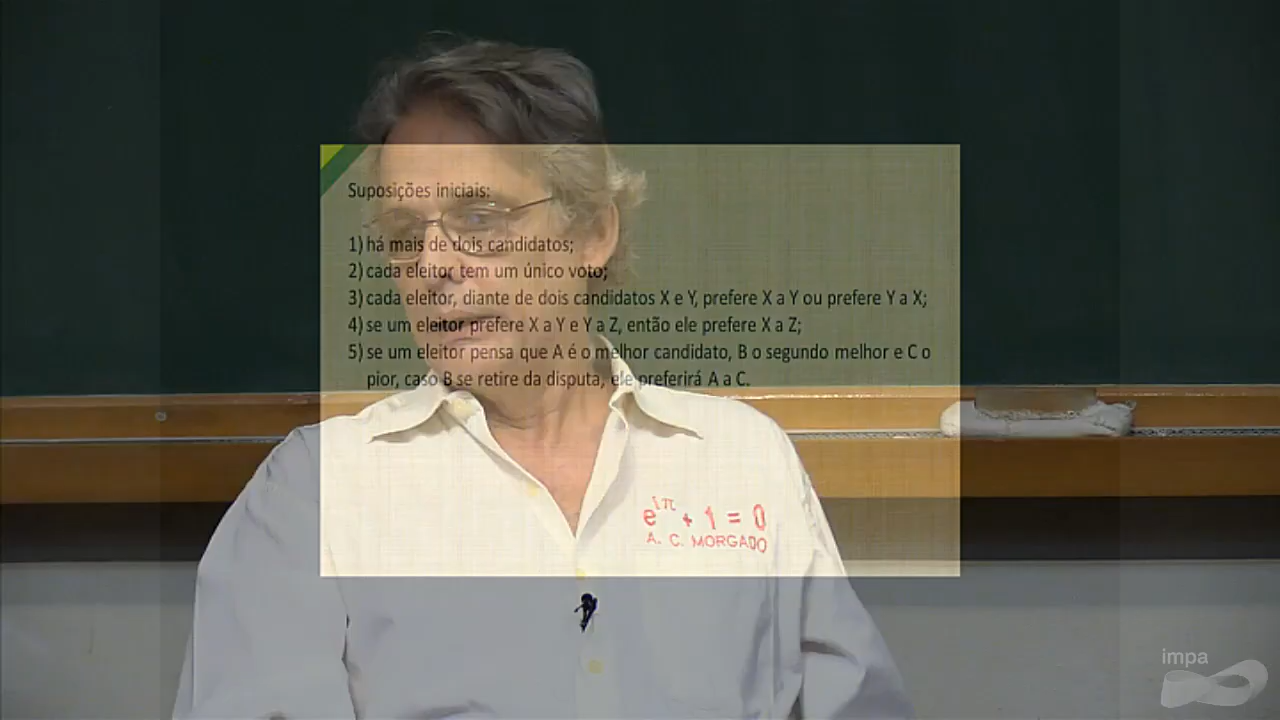 Suposições iniciais:
1) há mais de dois candidatos;
2) cada eleitor tem um único voto;
3) cada eleitor, diante de dois candidatos X e Y, prefere X a Y ou prefere Y a X;
4) se um eleitor prefere X a Y e Y a Z, então ele prefere X a Z;
5) se um eleitor pensa que A é o melhor candidato, B o segundo melhor e C o
pior, caso B se retire da disputa, ele preferirá A a C.
e^{iπ} + 1 = 0
A. C. MORGADO
impa